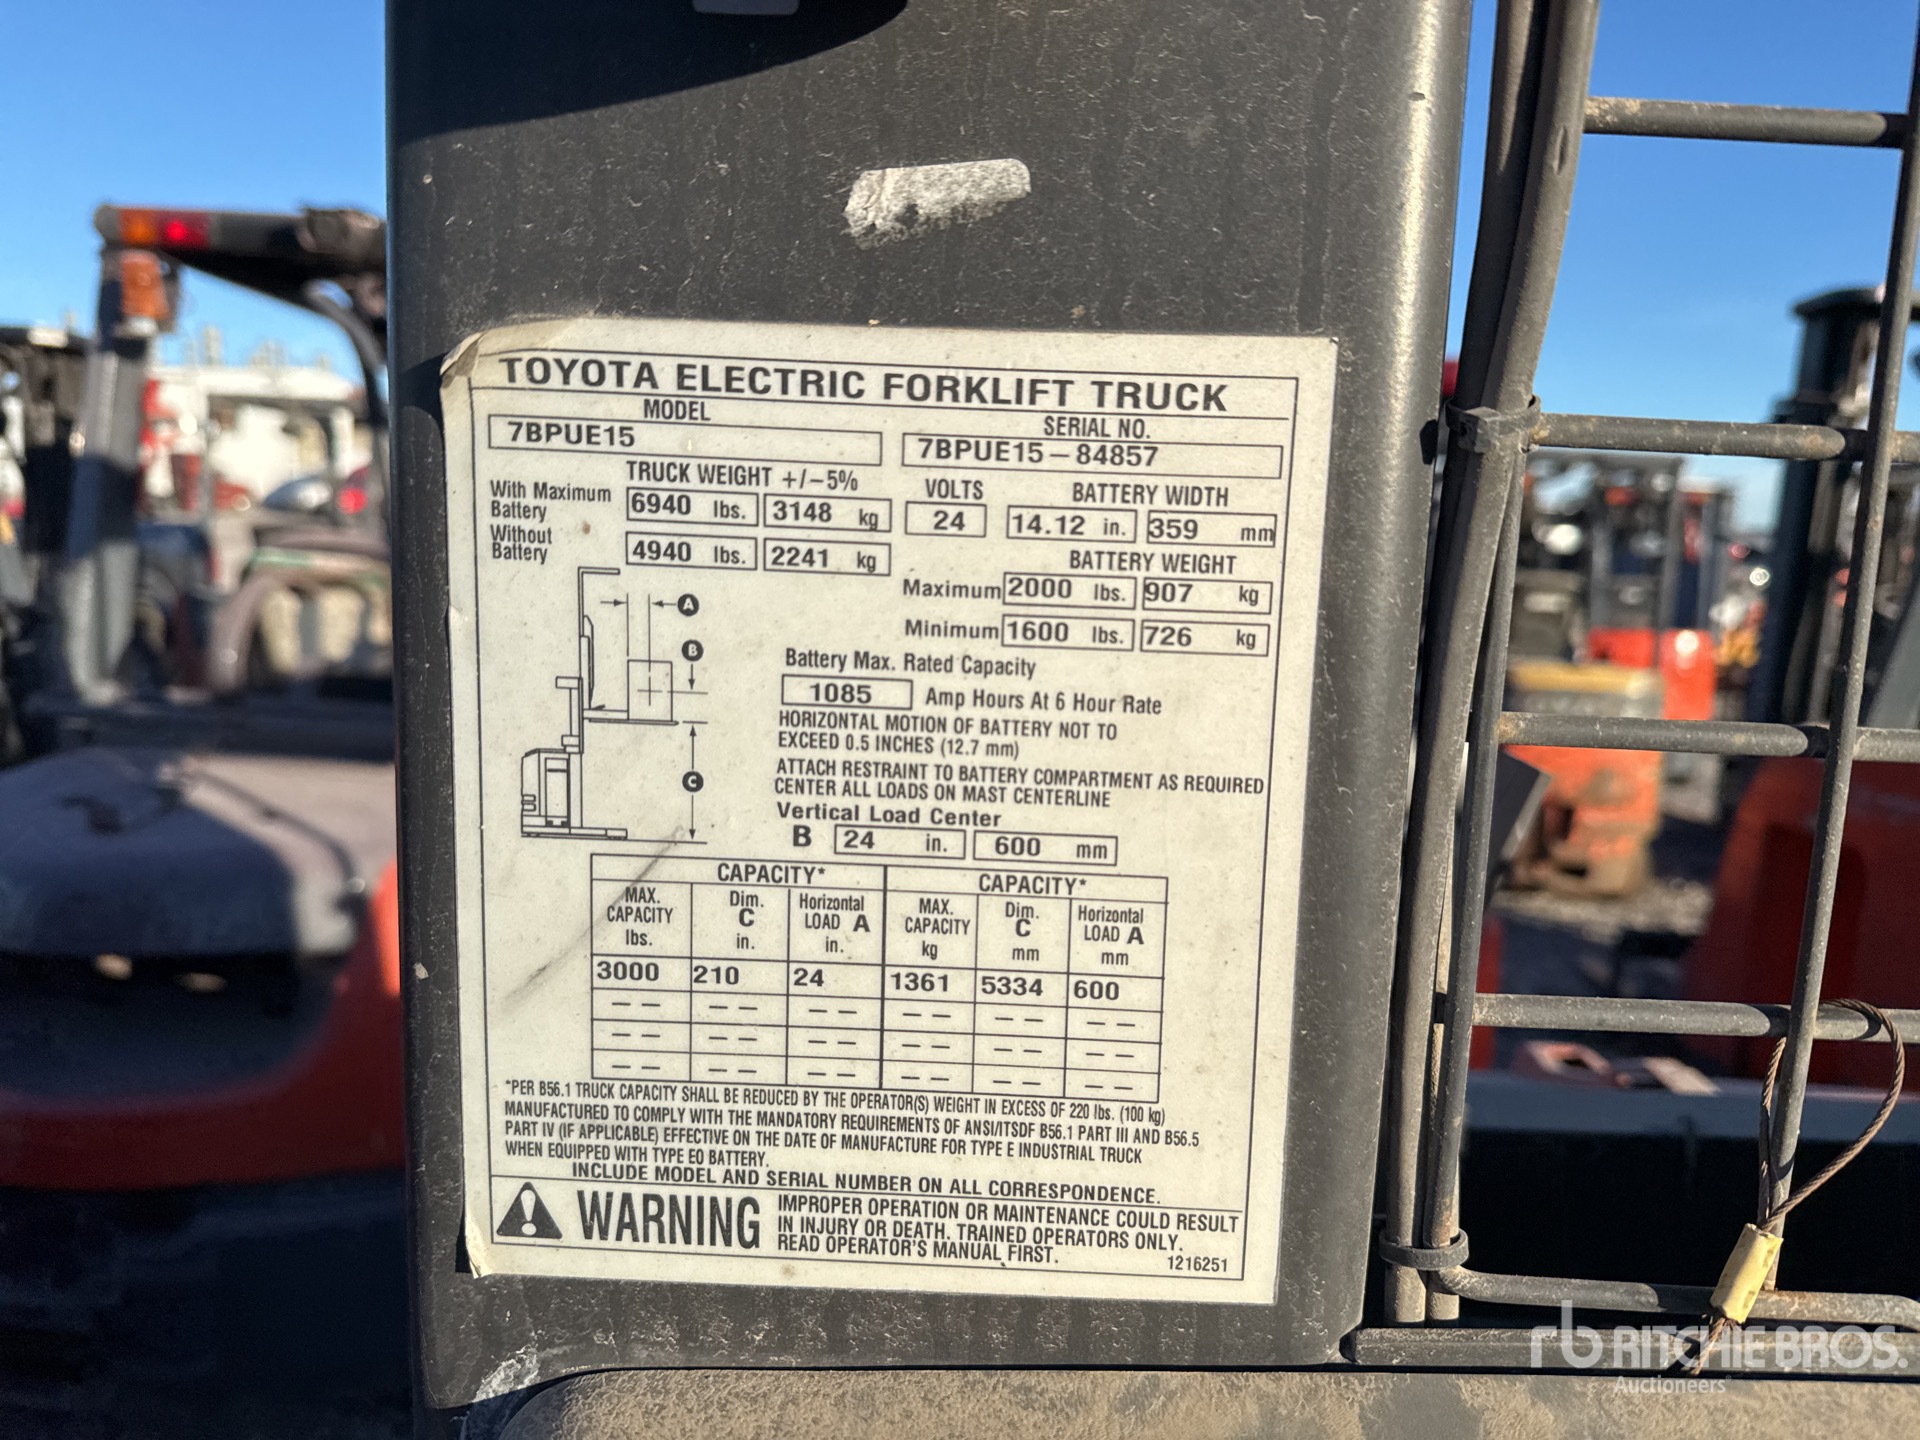 TOYOTA ELECTRIC FORKLIFT TRUCK
MODEL SERIAL NO.
7BPUE15 7BPUE15-84857
TRUCK WEIGHT +/-5% VOLTS BATTERY WIDTH
With Maximum Battery 6940 lbs. 3148 kg 24 14.12 in. 359 mm
Without Battery 4940 lbs. 2241 kg
BATTERY WEIGHT
Maximum 2000 lbs. 907 kg
Minimum 1600 lbs. 726 kg
A
B
C
Battery Max. Rated Capacity
1085 Amp Hours At 6 Hour Rate
HORIZONTAL MOTION OF BATTERY NOT TO
EXCEED 0.5 INCHES (12.7 mm)
ATTACH RESTRAINT TO BATTERY COMPARTMENT AS REQUIRED
CENTER ALL LOADS ON MAST CENTERLINE
Vertical Load Center
B 24 in. 600 mm
CAPACITY* CAPACITY*
MAX. CAPACITY lbs. Dim. C in. Horizontal LOAD A in. MAX. CAPACITY kg Dim. C mm Horizontal LOAD A mm
3000 210 24 1361 5334 600
-- -- -- -- -- --
-- -- -- -- -- --
-- -- -- -- -- --
*PER B56.1 TRUCK CAPACITY SHALL BE REDUCED BY THE OPERATOR(S) WEIGHT IN EXCESS OF 220 lbs. (100 kg)
MANUFACTURED TO COMPLY WITH THE MANDATORY REQUIREMENTS OF ANSI/ITSDF B56.1 PART III AND B56.5
PART IV (IF APPLICABLE) EFFECTIVE ON THE DATE OF MANUFACTURE FOR TYPE E INDUSTRIAL TRUCK
WHEN EQUIPPED WITH TYPE EO BATTERY.
INCLUDE MODEL AND SERIAL NUMBER ON ALL CORRESPONDENCE.
WARNING
IMPROPER OPERATION OR MAINTENANCE COULD RESULT
IN INJURY OR DEATH. TRAINED OPERATORS ONLY.
READ OPERATOR'S MANUAL FIRST.
1216251
rb RITCHIE BROS.
Auctioneers